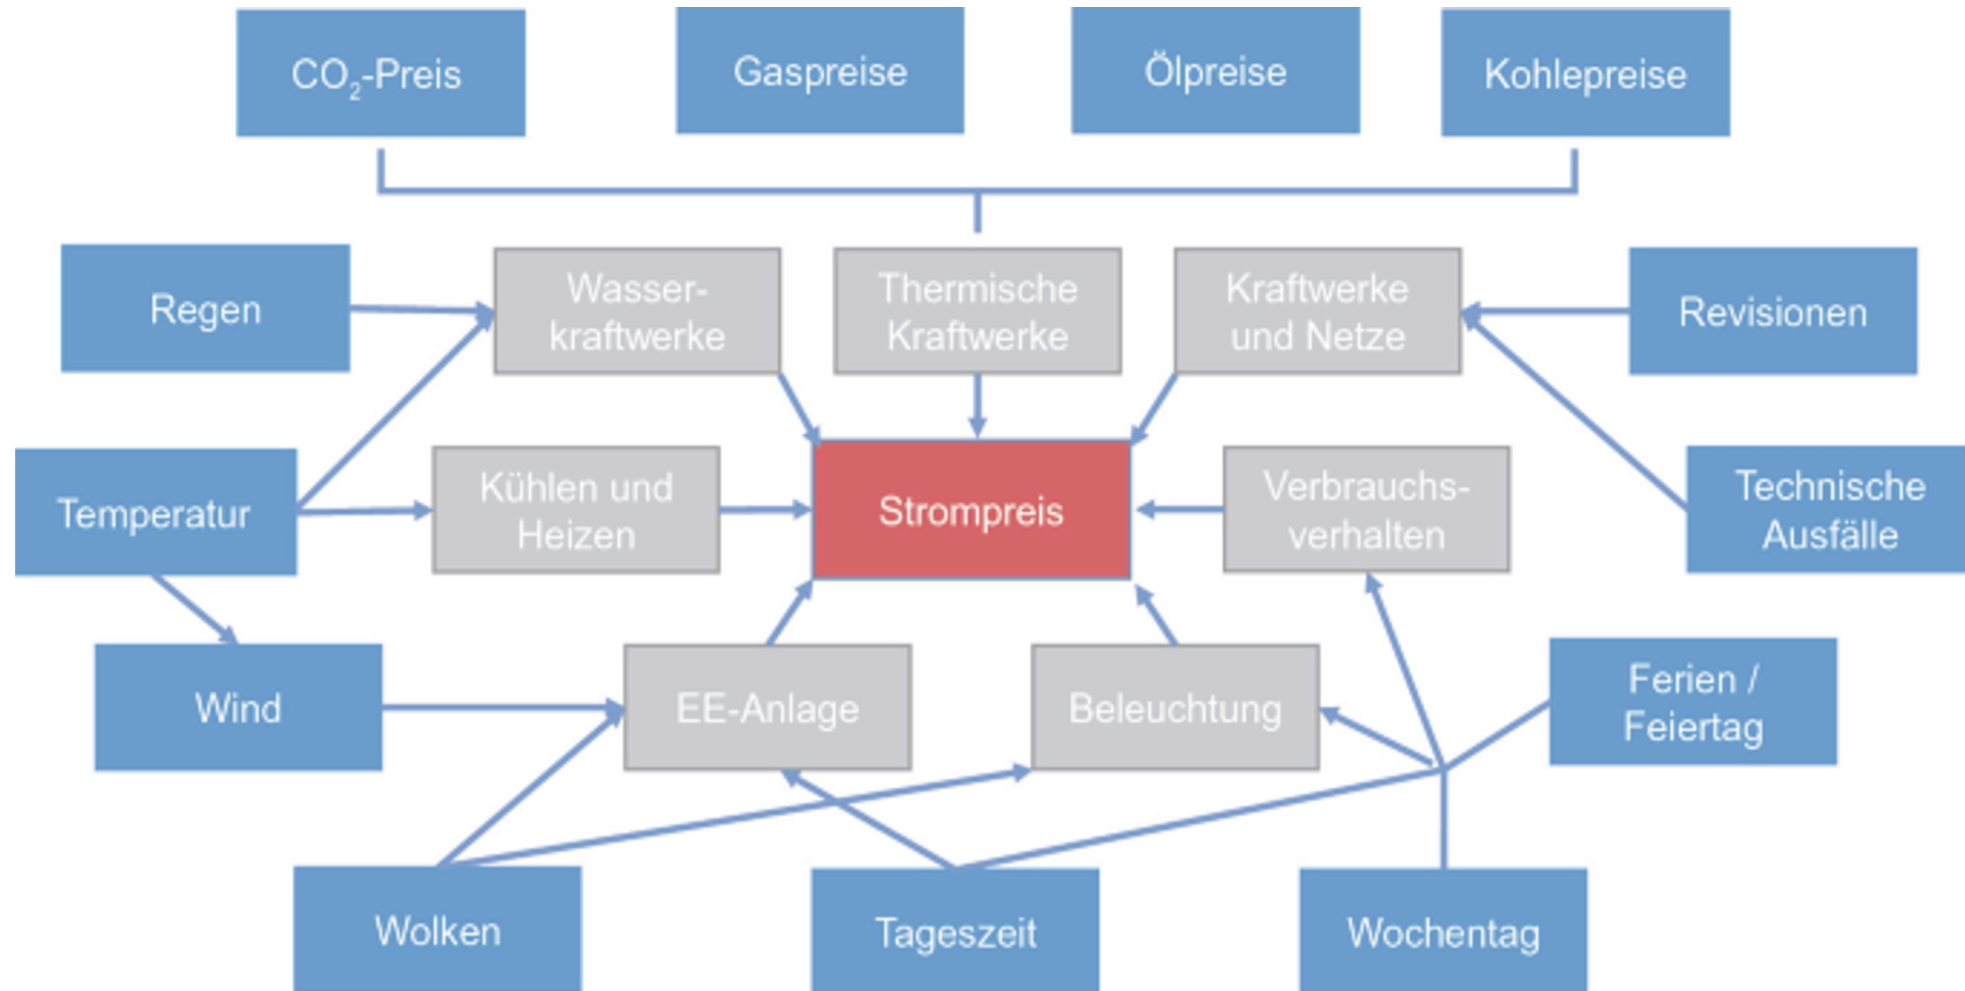 CO₂-Preis
Gaspreise
Ölpreise
Kohlepreise
Regen
Wasser-
kraftwerke
Thermische
Kraftwerke
Kraftwerke
und Netze
Revisionen
Temperatur
Kühlen und
Heizen
Strompreis
Verbrauchs-
verhalten
Technische
Ausfälle
Wind
EE-Anlage
Beleuchtung
Ferien /
Feiertag
Wolken
Tageszeit
Wochentag